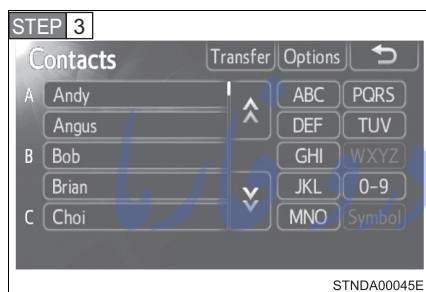 STEP 3
Contacts Transfer Options
A Andy ABC PQRS
Angus DEF TUV
B Bob GHI WXYZ
Brian JKL 0-9
C Choi MNO Symbol
STNDA00045E